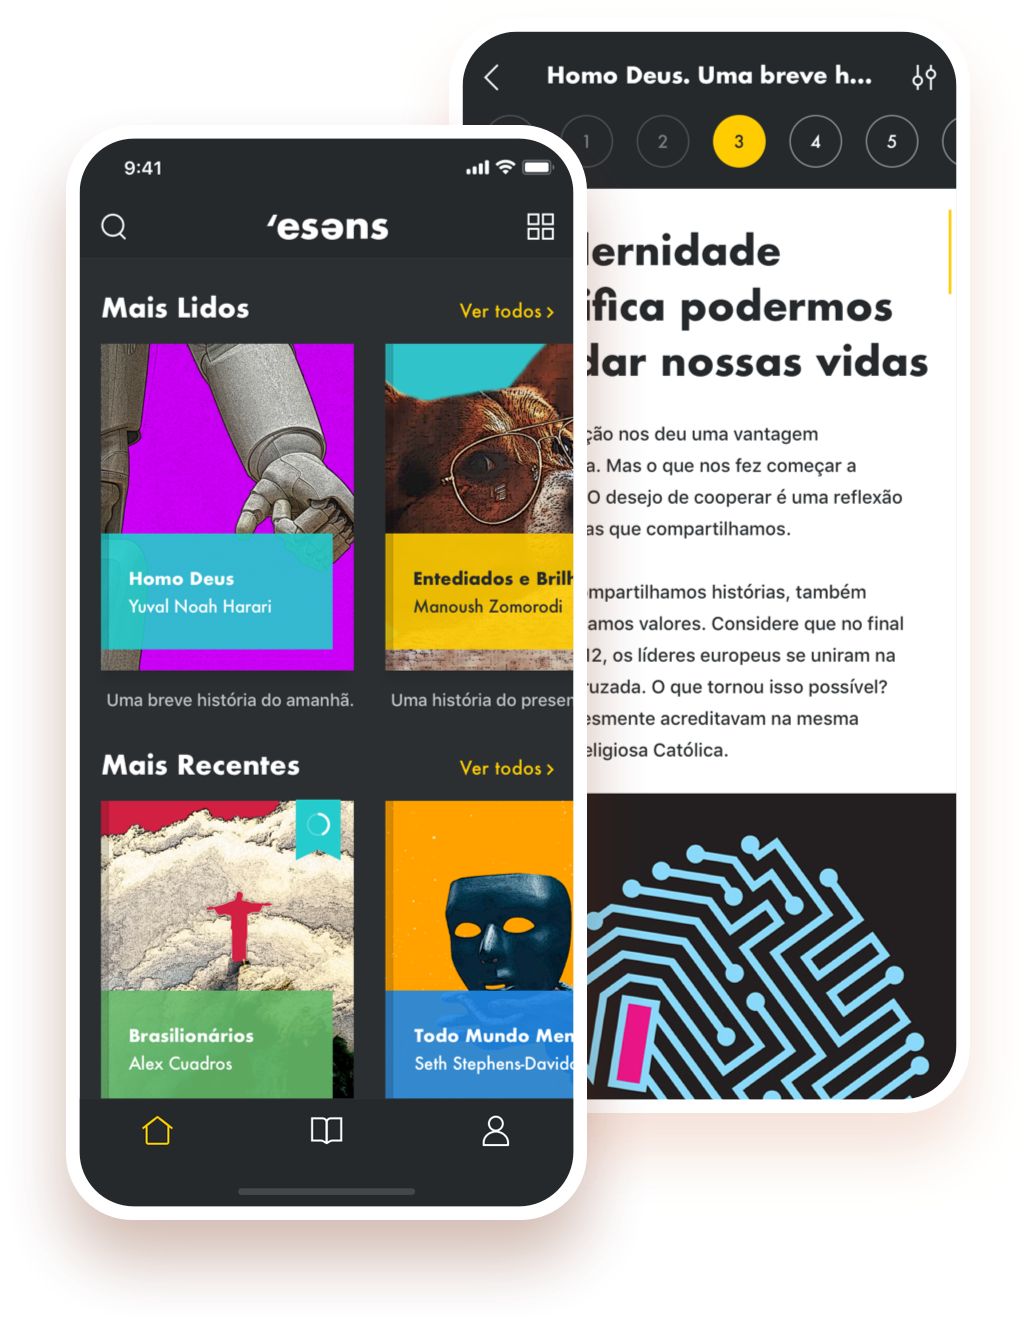 9:41
‘esəns
Mais Lidos
Ver todos >
Homo Deus
Yuval Noah Harari
Entediados e Brilh
Manoush Zomorodi
Uma breve história do amanhã.
Uma história do presen
Mais Recentes
Ver todos >
Brasilionários
Alex Cuadros
Todo Mundo Men
Seth Stephens-Davido
Homo Deus. Uma breve h...
1 2 3 4 5
lernidade
ifica podermos
dar nossas vidas
ção nos deu uma vantagem
a. Mas o que nos fez começar a
O desejo de cooperar é uma reflexão
as que compartilhamos.
ompartilhamos histórias, também
amos valores. Considere que no final
12, os líderes europeus se uniram na
ruzada. O que tornou isso possível?
esmente acreditavam na mesma
eligiosa Católica.